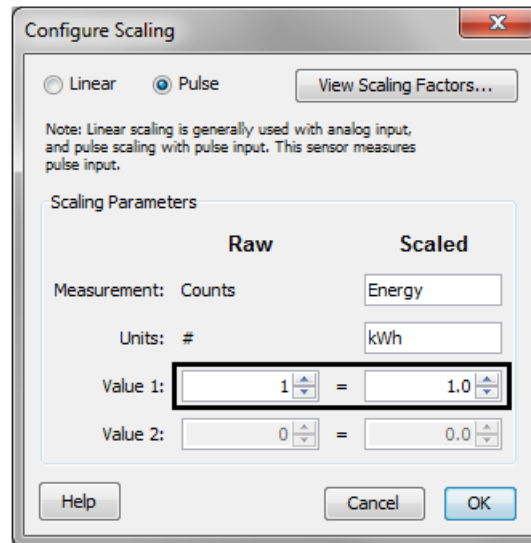 Configure Scaling
Linear Pulse View Scaling Factors...
Note: Linear scaling is generally used with analog input,
and pulse scaling with pulse input. This sensor measures
pulse input.
Scaling Parameters
Raw Scaled
Measurement: Counts Energy
Units: # kWh
Value 1: 1 = 1.0
Value 2: 0 = 0.0
Help Cancel OK